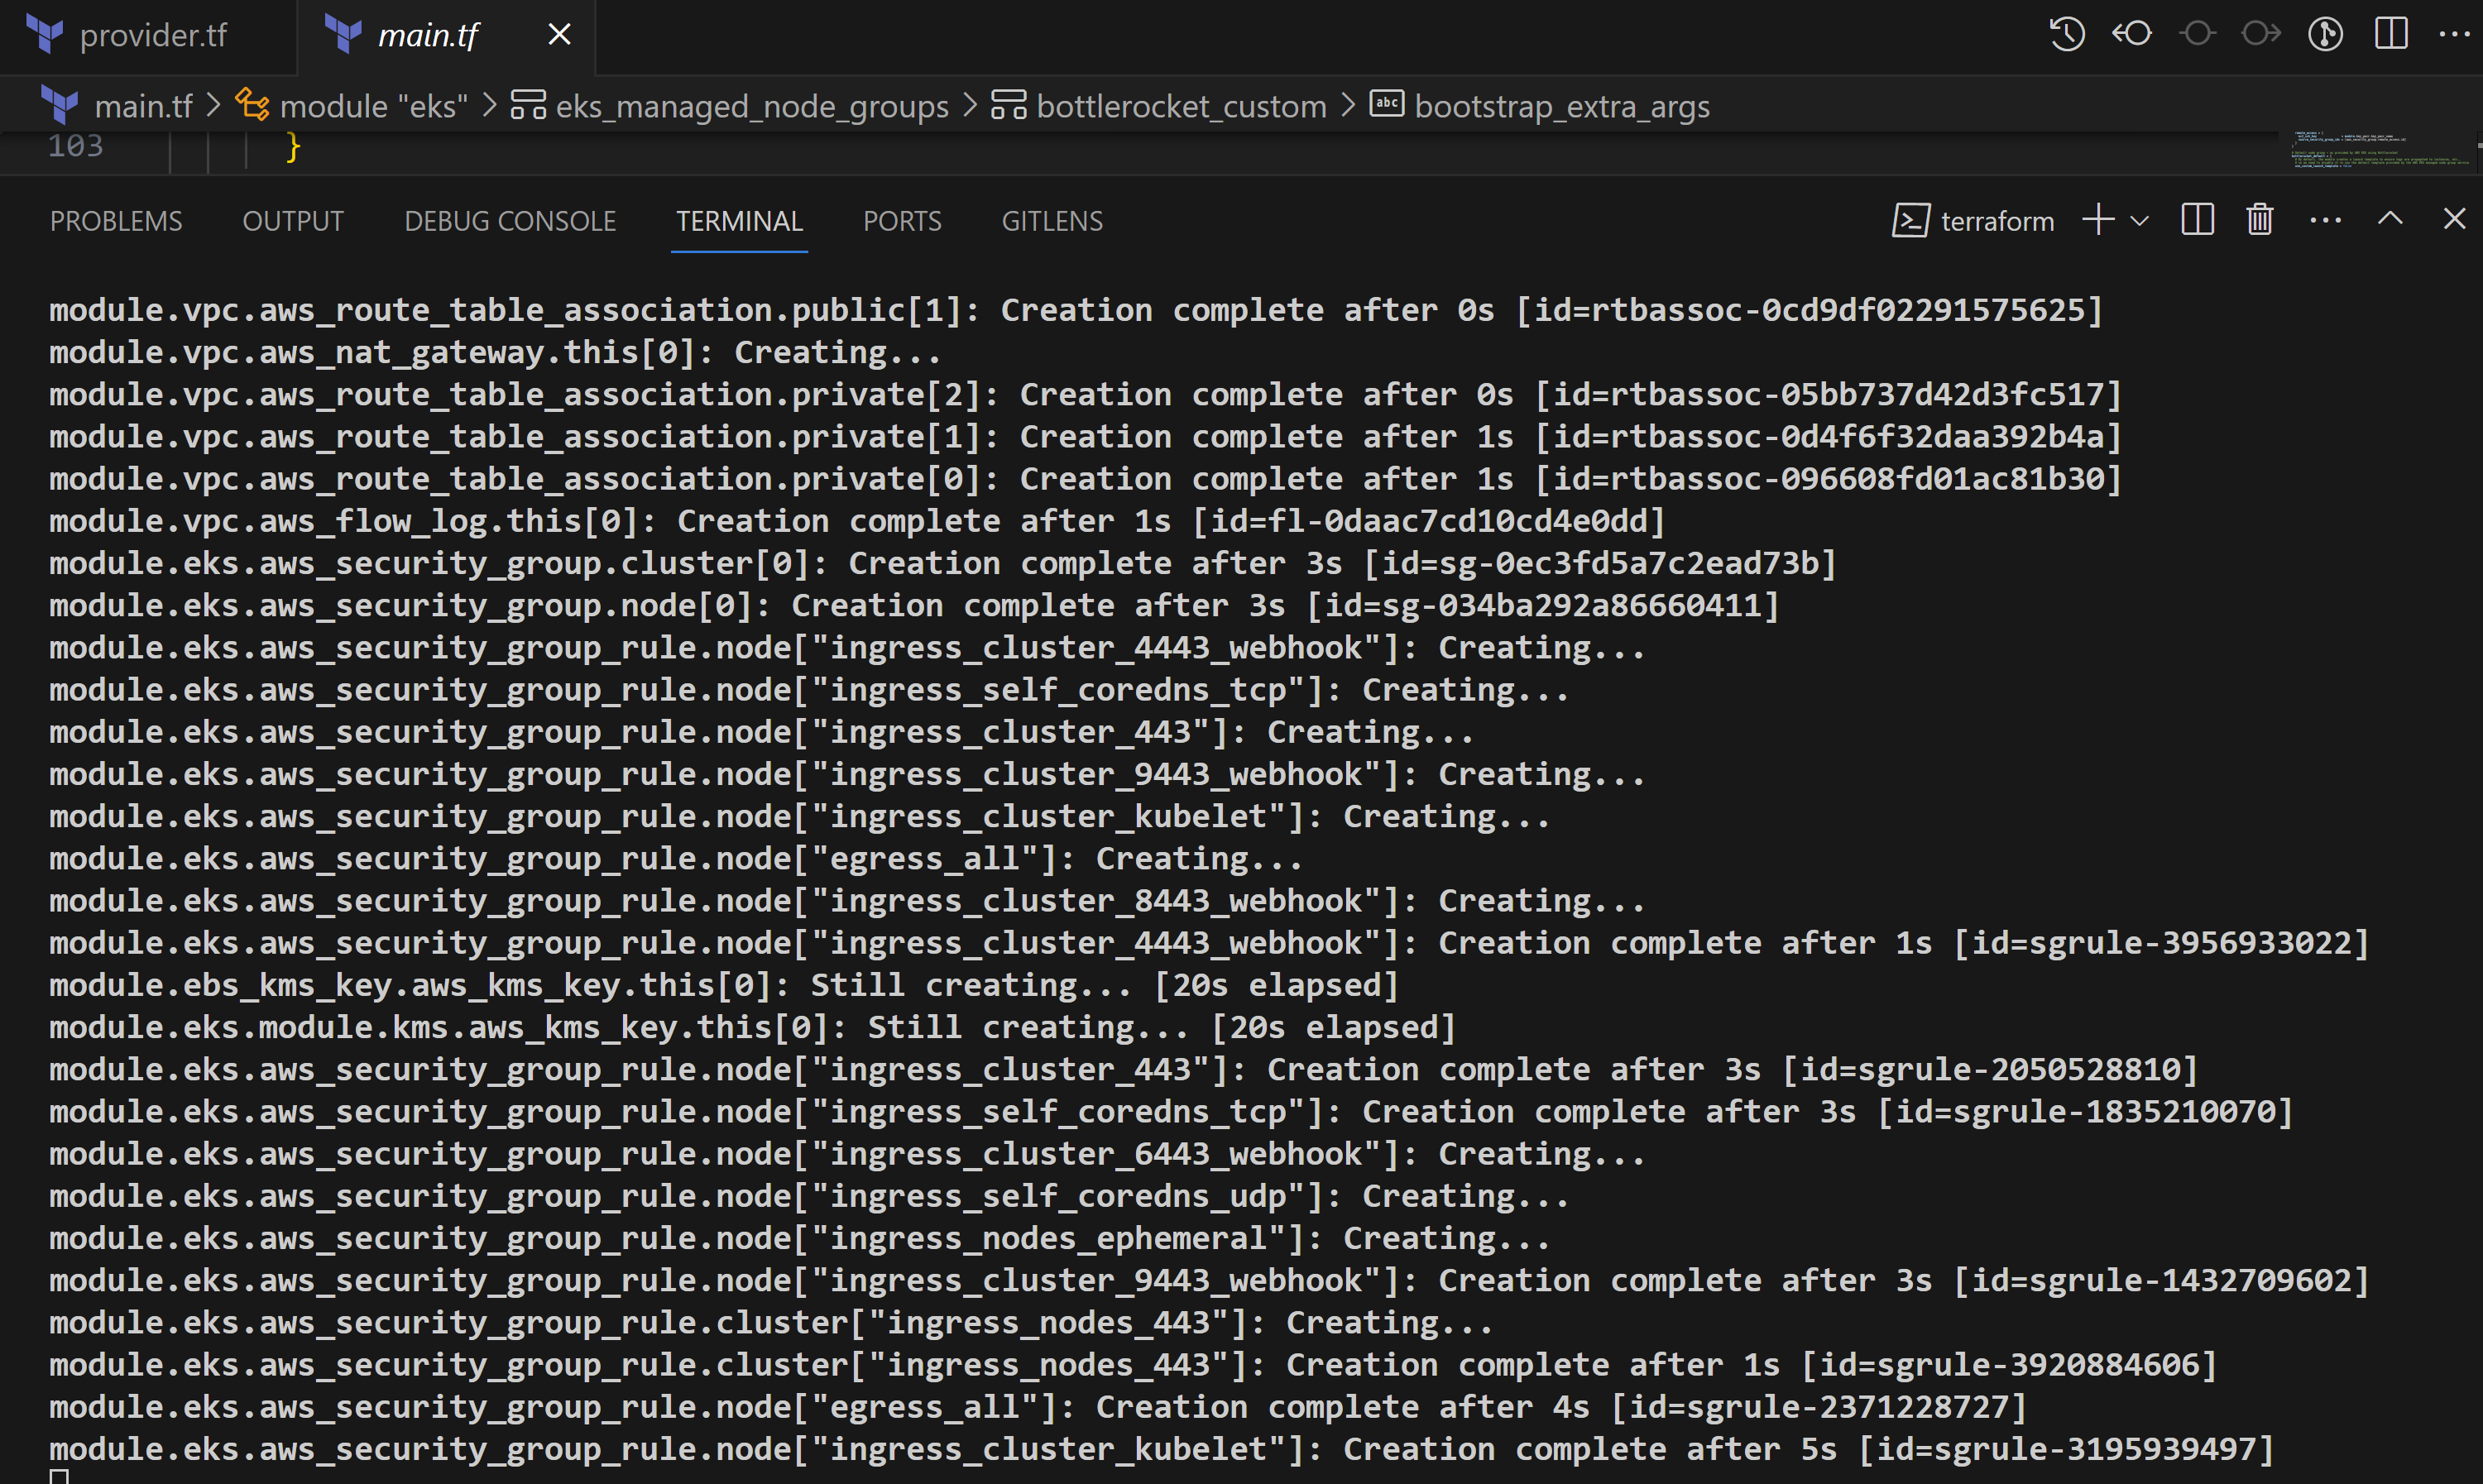 provider.tf main.tf
main.tf module "eks" eks_managed_node_groups bottlerocket_custom abc bootstrap_extra_args
103 }
PROBLEMS OUTPUT DEBUG CONSOLE TERMINAL PORTS GITLENS terraform
module.vpc.aws_route_table_association.public[1]: Creation complete after 0s [id=rtbassoc-0cd9df02291575625]
module.vpc.aws_nat_gateway.this[0]: Creating...
module.vpc.aws_route_table_association.private[2]: Creation complete after 0s [id=rtbassoc-05bb737d42d3fc517]
module.vpc.aws_route_table_association.private[1]: Creation complete after 1s [id=rtbassoc-0d4f6f32daa392b4a]
module.vpc.aws_route_table_association.private[0]: Creation complete after 1s [id=rtbassoc-096608fd01ac81b30]
module.vpc.aws_flow_log.this[0]: Creation complete after 1s [id=fl-0daac7cd10cd4e0dd]
module.eks.aws_security_group.cluster[0]: Creation complete after 3s [id=sg-0ec3fd5a7c2ead73b]
module.eks.aws_security_group.node[0]: Creation complete after 3s [id=sg-034ba292a86660411]
module.eks.aws_security_group_rule.node["ingress_cluster_4443_webhook"]: Creating...
module.eks.aws_security_group_rule.node["ingress_self_coredns_tcp"]: Creating...
module.eks.aws_security_group_rule.node["ingress_cluster_443"]: Creating...
module.eks.aws_security_group_rule.node["ingress_cluster_9443_webhook"]: Creating...
module.eks.aws_security_group_rule.node["ingress_cluster_kubelet"]: Creating...
module.eks.aws_security_group_rule.node["egress_all"]: Creating...
module.eks.aws_security_group_rule.node["ingress_cluster_8443_webhook"]: Creating...
module.eks.aws_security_group_rule.node["ingress_cluster_4443_webhook"]: Creation complete after 1s [id=sgrule-3956933022]
module.ebs_kms_key.aws_kms_key.this[0]: Still creating... [20s elapsed]
module.eks.module.kms.aws_kms_key.this[0]: Still creating... [20s elapsed]
module.eks.aws_security_group_rule.node["ingress_cluster_443"]: Creation complete after 3s [id=sgrule-2050528810]
module.eks.aws_security_group_rule.node["ingress_self_coredns_tcp"]: Creation complete after 3s [id=sgrule-1835210070]
module.eks.aws_security_group_rule.node["ingress_cluster_6443_webhook"]: Creating...
module.eks.aws_security_group_rule.node["ingress_self_coredns_udp"]: Creating...
module.eks.aws_security_group_rule.node["ingress_nodes_ephemeral"]: Creating...
module.eks.aws_security_group_rule.node["ingress_cluster_9443_webhook"]: Creation complete after 3s [id=sgrule-1432709602]
module.eks.aws_security_group_rule.cluster["ingress_nodes_443"]: Creating...
module.eks.aws_security_group_rule.cluster["ingress_nodes_443"]: Creation complete after 1s [id=sgrule-3920884606]
module.eks.aws_security_group_rule.node["egress_all"]: Creation complete after 4s [id=sgrule-2371228727]
module.eks.aws_security_group_rule.node["ingress_cluster_kubelet"]: Creation complete after 5s [id=sgrule-3195939497]